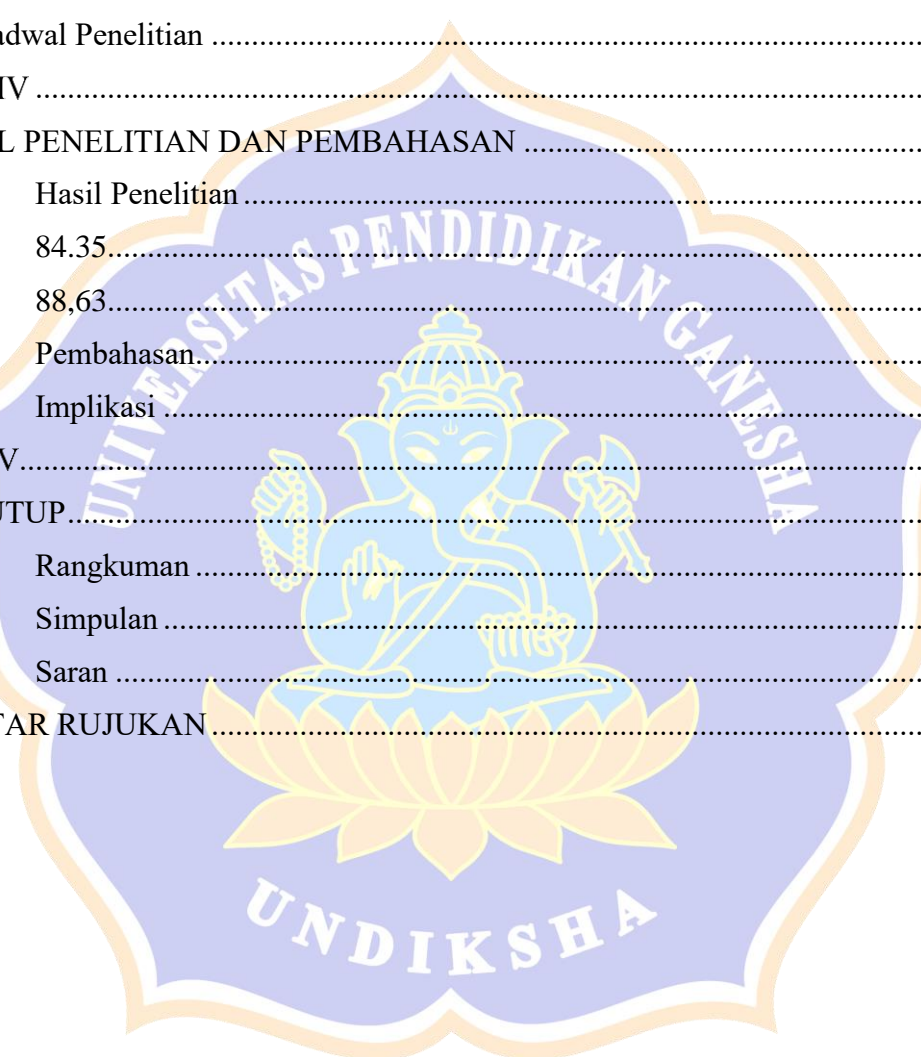 adwal Penelitian ................................................................
IV ................................................................
L PENELITIAN DAN PEMBAHASAN ................................................................
Hasil Penelitian ................................................................
84.35................................................................
88,63................................................................
Pembahasan................................................................
Implikasi ................................................................
V................................................................
UTUP................................................................
Rangkuman ................................................................
Simpulan ................................................................
Saran ................................................................
TAR RUJUKAN ................................................................
UNIVERSITAS PENDIDIKAN GANESHA
UNDIKSHA